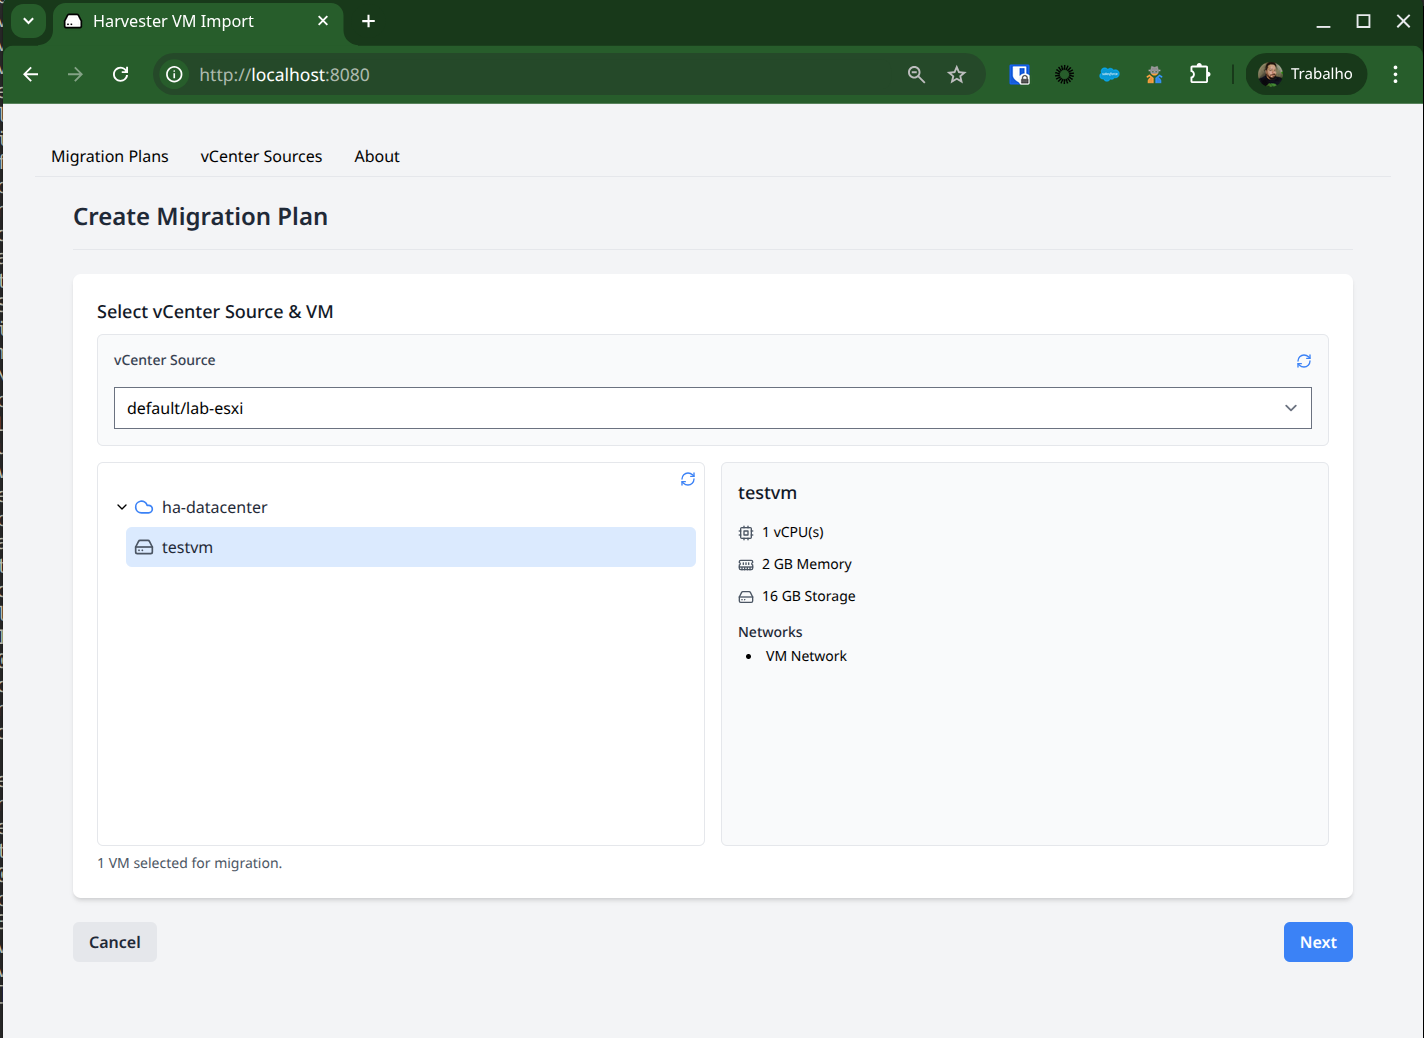 Harvester VM Import
http://localhost:8080
Trabalho
Migration Plans
vCenter Sources
About
Create Migration Plan
Select vCenter Source & VM
vCenter Source
default/lab-esxi
ha-datacenter
testvm
testvm
1 vCPU(s)
2 GB Memory
16 GB Storage
Networks
VM Network
1 VM selected for migration.
Cancel
Next